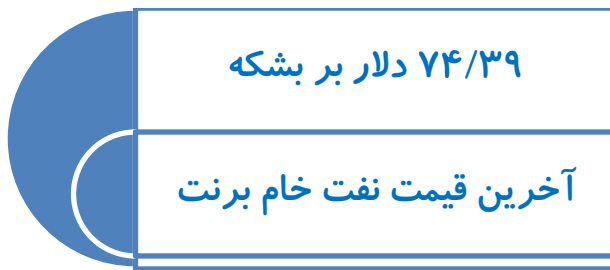 ۷۴/۳۹ دلار بر بشکه
آخرین قیمت نفت خام برنت